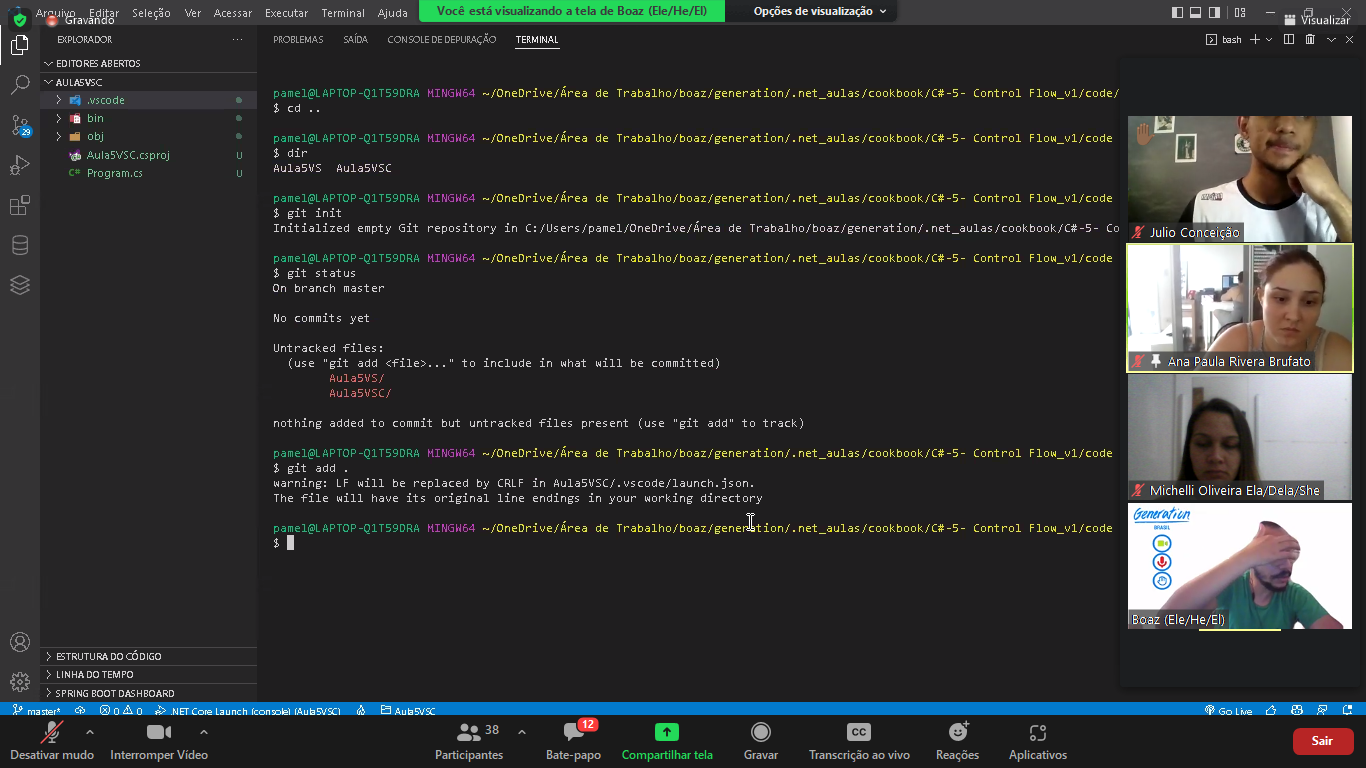 Arquivo Editar Seleção Ver Acessar Executar Terminal Ajuda
Gravando
Você está visualizando a tela de Boaz (Ele/He/El)
Opções de visualização
Visualizar
EXPLORADOR
PROBLEMAS SAÍDA CONSOLE DE DEPURAÇÃO TERMINAL
bash
EDITORES ABERTOS
AULA5VSC
.vscode
bin
obj
Aula5VSC.csproj U
Program.cs U
29
pamel@LAPTOP-Q1T59DRA MINGW64 ~/OneDrive/Área de Trabalho/boaz/generation/.net_aulas/cookbook/C#-5- Control Flow_v1/code/
$ cd ..
pamel@LAPTOP-Q1T59DRA MINGW64 ~/OneDrive/Área de Trabalho/boaz/generation/.net_aulas/cookbook/C#-5- Control Flow_v1/code
$ dir
Aula5VS Aula5VSC
pamel@LAPTOP-Q1T59DRA MINGW64 ~/OneDrive/Área de Trabalho/boaz/generation/.net_aulas/cookbook/C#-5- Control Flow_v1/code
$ git init
Initialized empty Git repository in C:/Users/pamel/OneDrive/Área de Trabalho/boaz/generation/.net_aulas/cookbook/C#-5- Co
pamel@LAPTOP-Q1T59DRA MINGW64 ~/OneDrive/Área de Trabalho/boaz/generation/.net_aulas/cookbook/C#-5- Control Flow_v1/code
$ git status
On branch master
No commits yet
Untracked files:
(use "git add <file>..." to include in what will be committed)
Aula5VS/
Aula5VSC/
nothing added to commit but untracked files present (use "git add" to track)
pamel@LAPTOP-Q1T59DRA MINGW64 ~/OneDrive/Área de Trabalho/boaz/generation/.net_aulas/cookbook/C#-5- Control Flow_v1/code
$ git add .
warning: LF will be replaced by CRLF in Aula5VSC/.vscode/launch.json.
The file will have its original line endings in your working directory
pamel@LAPTOP-Q1T59DRA MINGW64 ~/OneDrive/Área de Trabalho/boaz/generation/.net_aulas/cookbook/C#-5- Control Flow_v1/code
$
Julio Conceição
Ana Paula Rivera Brufato
Michelli Oliveira Ela/Dela/She
Generation
BRASIL
Boaz (Ele/He/El)
ESTRUTURA DO CÓDIGO
LINHA DO TEMPO
SPRING BOOT DASHBOARD
master* 0 0 .NET Core Launch (console) (Aula5VSC) Aula5VSC Go Live
Desativar mudo
Interromper Vídeo
38
Participantes
12
Bate-papo
Compartilhar tela
Gravar
CC
Transcrição ao vivo
Reações
Aplicativos
Sair